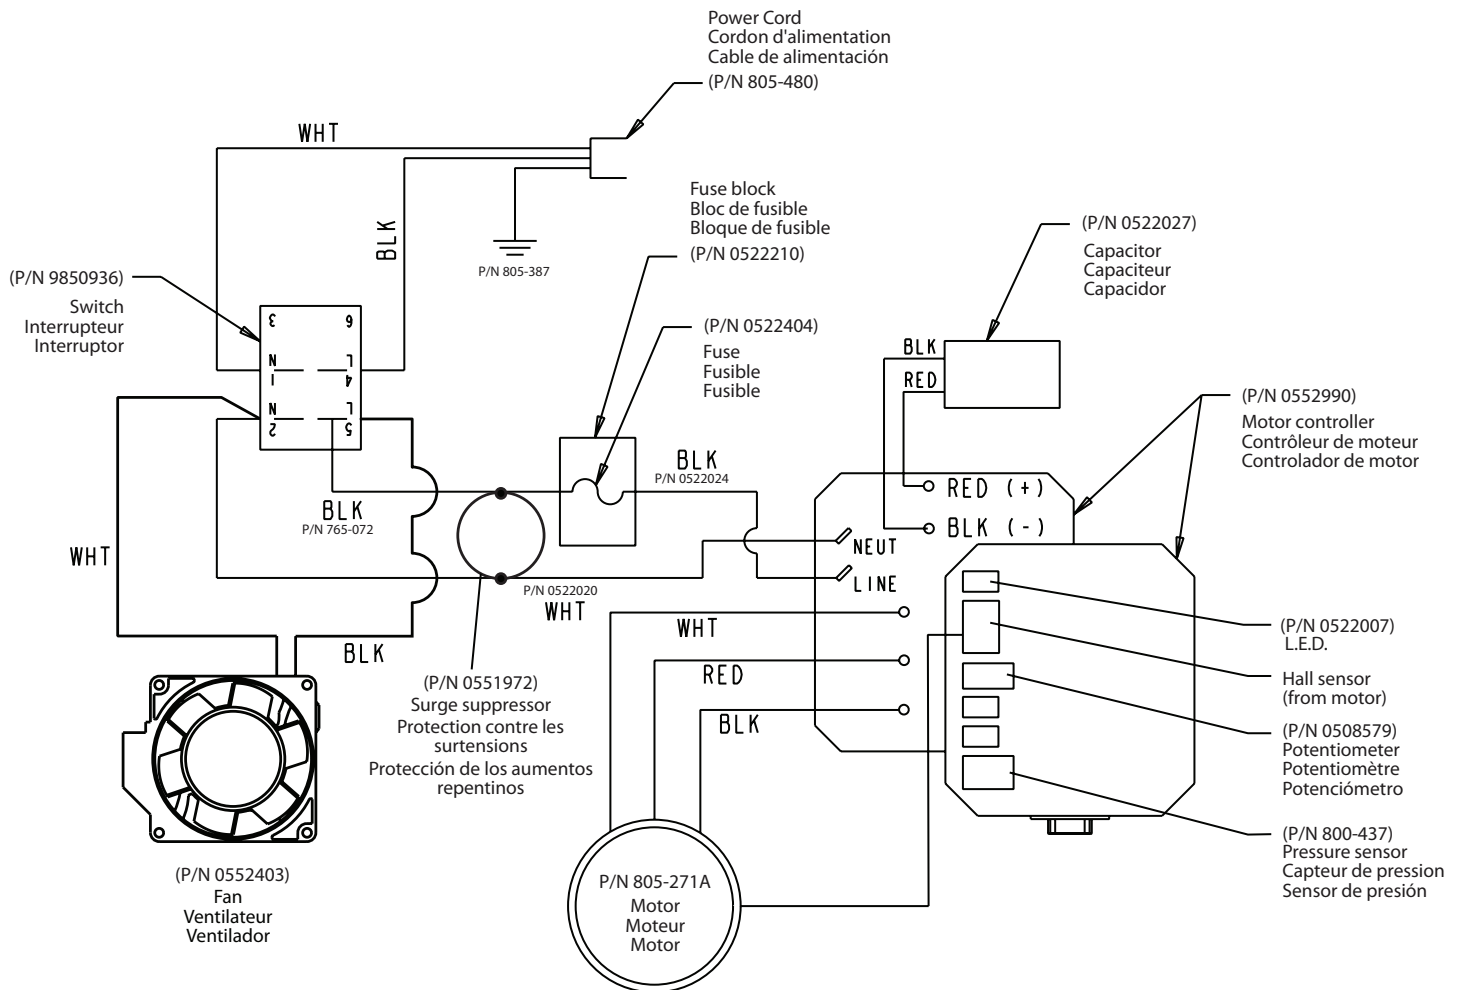 Power Cord
Cordon d'alimentation
Cable de alimentación
(P/N 805-480)
WHT
BLK
P/N 805-387
Fuse block
Bloc de fusible
Bloque de fusible
(P/N 0522210)
(P/N 0522027)
Capacitor
Capaciteur
Capacidor
(P/N 9850936)
Switch
Interrupteur
Interruptor
3 6
N L
1 4
N L
2 5
(P/N 0522404)
Fuse
Fusible
Fusible
BLK
RED
(P/N 0552990)
Motor controller
Contrôleur de moteur
Controlador de motor
BLK
P/N 0522024
BLK
P/N 765-072
RED (+)
BLK (-)
NEUT
LINE
WHT
P/N 0522020
WHT
BLK
WHT
RED
BLK
(P/N 0522007)
L.E.D.
Hall sensor
(from motor)
(P/N 0508579)
Potentiometer
Potentiomètre
Potenciómetro
(P/N 800-437)
Pressure sensor
Capteur de pression
Sensor de presión
(P/N 0551972)
Surge suppressor
Protection contre les
surtensions
Protección de los aumentos
repentinos
(P/N 0552403)
Fan
Ventilateur
Ventilador
P/N 805-271A
Motor
Moteur
Motor